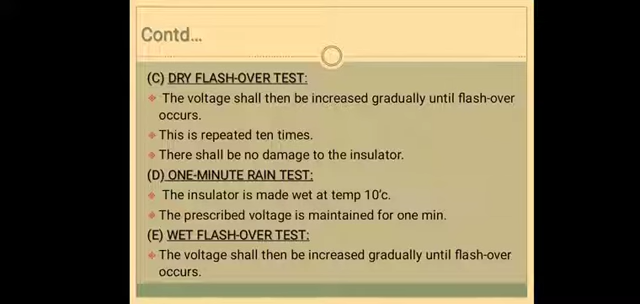 Contd...
(C) DRY FLASH-OVER TEST:
The voltage shall then be increased gradually until flash-over
occurs.
This is repeated ten times.
There shall be no damage to the insulator.
(D) ONE-MINUTE RAIN TEST:
The insulator is made wet at temp 10'c.
The prescribed voltage is maintained for one min.
(E) WET FLASH-OVER TEST:
The voltage shall then be increased gradually until flash-over
occurs.